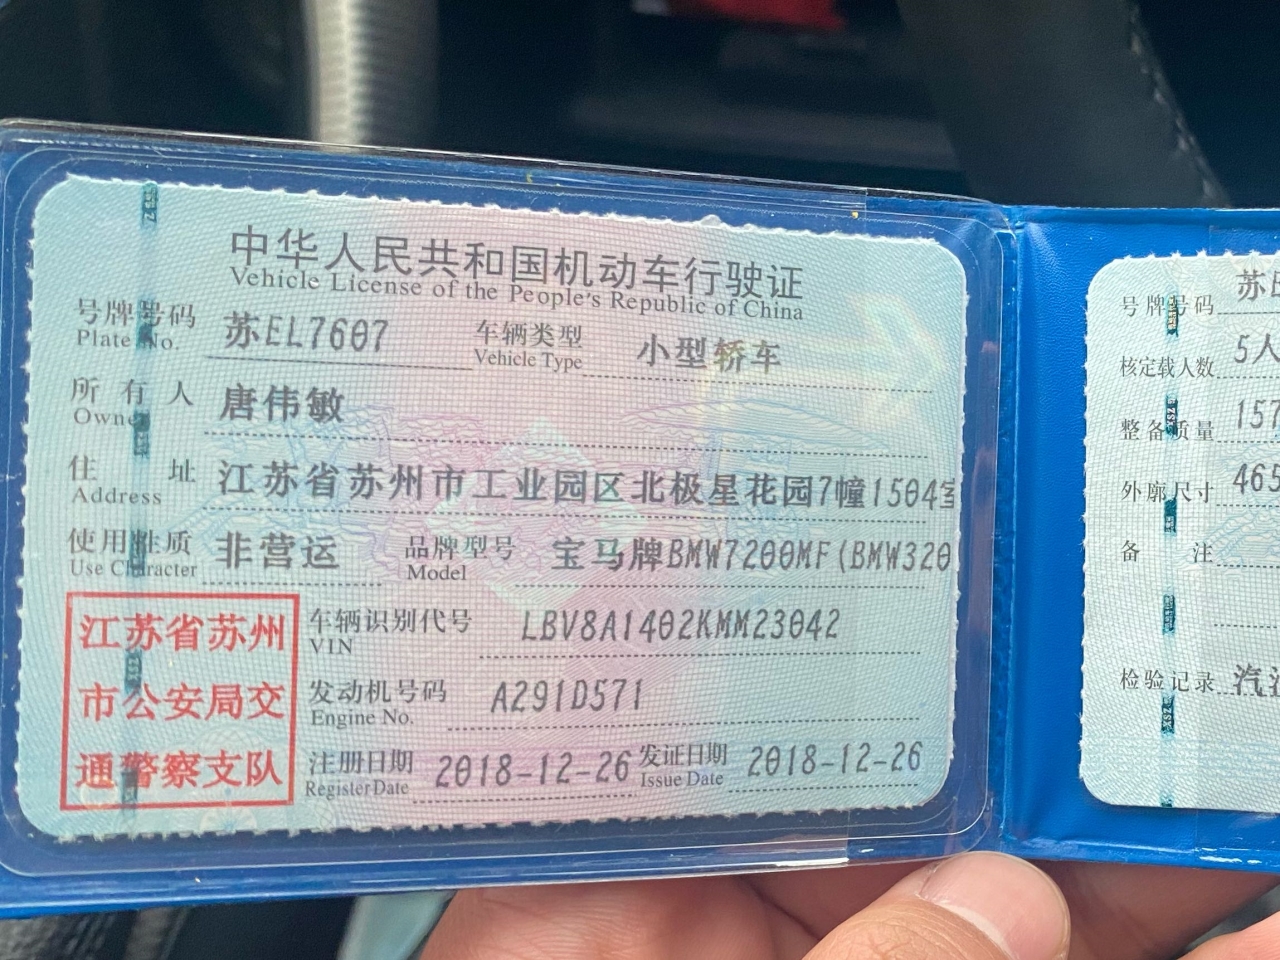 中华人民共和国机动车行驶证
Vehicle License of the People's Republic of China
号牌号码 苏EL7607 车辆类型 小型轿车
Plate No. Vehicle Type
所有人 唐伟敏
Owner
住址 江苏省苏州市工业园区北极星花园7幢1504室
Address
使用性质 非营运 品牌型号 宝马牌BMW7200MF(BMW320
Use Character Model
江苏省苏州
市公安局交
通警察支队
车辆识别代号 LBV8A1402KMM23042
VIN
发动机号码 A291D571
Engine No.
注册日期 2018-12-26 发证日期 2018-12-26
Register Date Issue Date
号牌号码 苏E
核定载人数 5人
整备质量 157
外廓尺寸 465
备注
检验记录 汽